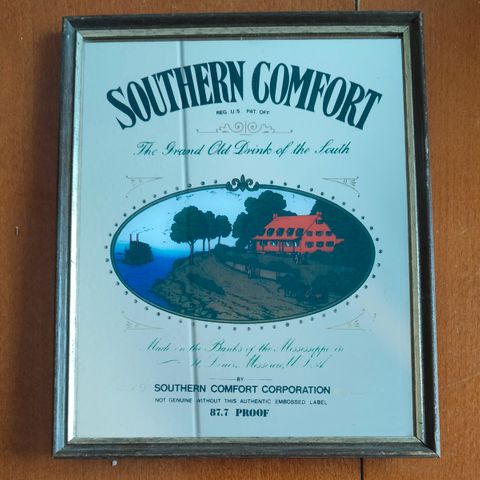 SOUTHERN COMFORT
REG. U.S. PAT. OFF.
The Grand Old Drink of the South
Made on the Banks of the Mississippi in
St. Louis, Missouri, U.S.A.
BY
SOUTHERN COMFORT CORPORATION
NOT GENUINE WITHOUT THIS AUTHENTIC EMBOSSED LABEL
87.7 PROOF